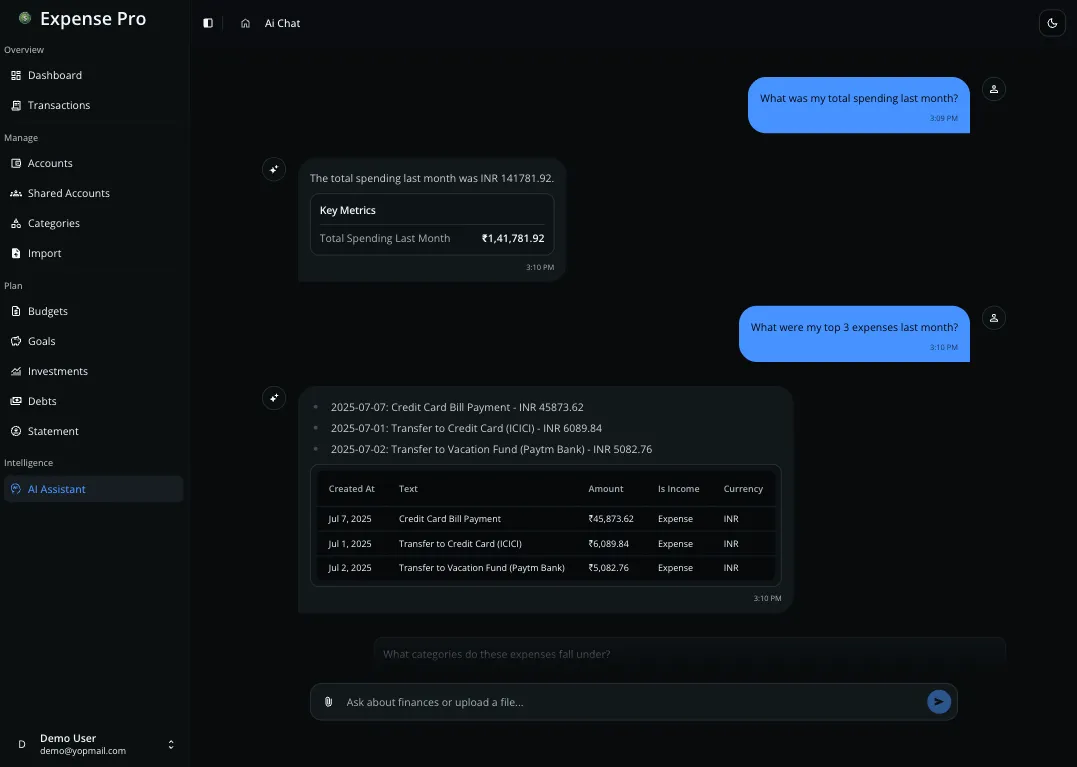 Expense Pro
Ai Chat
Overview
Dashboard
Transactions
Manage
Accounts
Shared Accounts
Categories
Import
Plan
Budgets
Goals
Investments
Debts
Statement
Intelligence
AI Assistant
D
Demo User
demo@yopmail.com
What was my total spending last month?
3:09 PM
The total spending last month was INR 141781.92.
Key Metrics
Total Spending Last Month ₹1,41,781.92
3:10 PM
What were my top 3 expenses last month?
3:10 PM
2025-07-07: Credit Card Bill Payment - INR 45873.62
2025-07-01: Transfer to Credit Card (ICICI) - INR 6089.84
2025-07-02: Transfer to Vacation Fund (Paytm Bank) - INR 5082.76
Created At Text Amount Is Income Currency
Jul 7, 2025 Credit Card Bill Payment ₹45,873.62 Expense INR
Jul 1, 2025 Transfer to Credit Card (ICICI) ₹6,089.84 Expense INR
Jul 2, 2025 Transfer to Vacation Fund (Paytm Bank) ₹5,082.76 Expense INR
3:10 PM
What categories do these expenses fall under?
Ask about finances or upload a file...